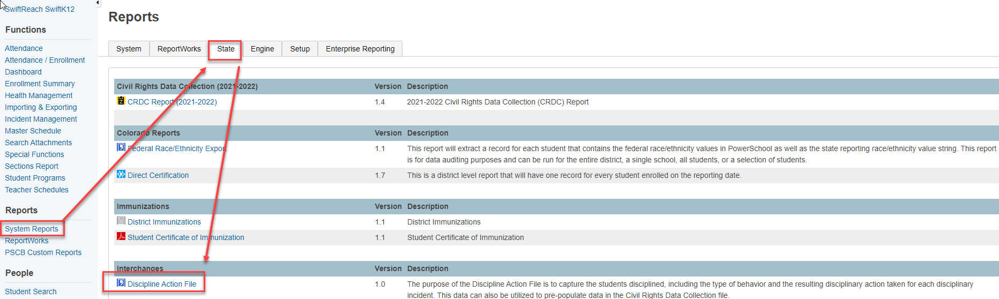 SwiftReach SwiftK12
Functions
Attendance
Attendance / Enrollment
Dashboard
Enrollment Summary
Health Management
Importing & Exporting
Incident Management
Master Schedule
Search Attachments
Special Functions
Sections Report
Student Programs
Teacher Schedules
Reports
System Reports
ReportWorks
PSCB Custom Reports
People
Student Search
Reports
System ReportWorks State Engine Setup Enterprise Reporting
Civil Rights Data Collection (2021-2022) Version Description
CRDC Report (2021-2022) 1.4 2021-2022 Civil Rights Data Collection (CRDC) Report
Colorado Reports Version Description
Federal Race/Ethnicity Export 1.1 This report will extract a record for each student that contains the federal race/ethnicity values in PowerSchool as well as the state reporting race/ethnicity value string. This report
is for data auditing purposes and can be run for the entire district, a single school, all students, or a selection of students.
Direct Certification 1.7 This is a district level report that will have one record for every student enrolled on the reporting date.
Immunizations Version Description
District Immunizations 1.1 District Immunizations
Student Certificate of Immunization 1.1 Student Certificate of Immunization
Interchanges Version Description
Discipline Action File 1.0 The purpose of the Discipline Action File is to capture the students disciplined, including the type of behavior and the resulting disciplinary action taken for each disciplinary
incident. This data can also be utilized to pre-populate data in the Civil Rights Data Collection file.